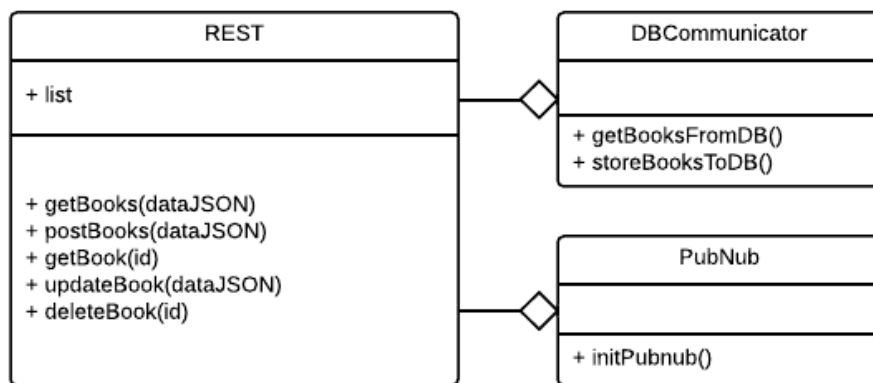 REST
+ list
+ getBooks(dataJSON)
+ postBooks(dataJSON)
+ getBook(id)
+ updateBook(dataJSON)
+ deleteBook(id)
DBCommunicator
+ getBooksFromDB()
+ storeBooksToDB()
PubNub
+ initPubnub()